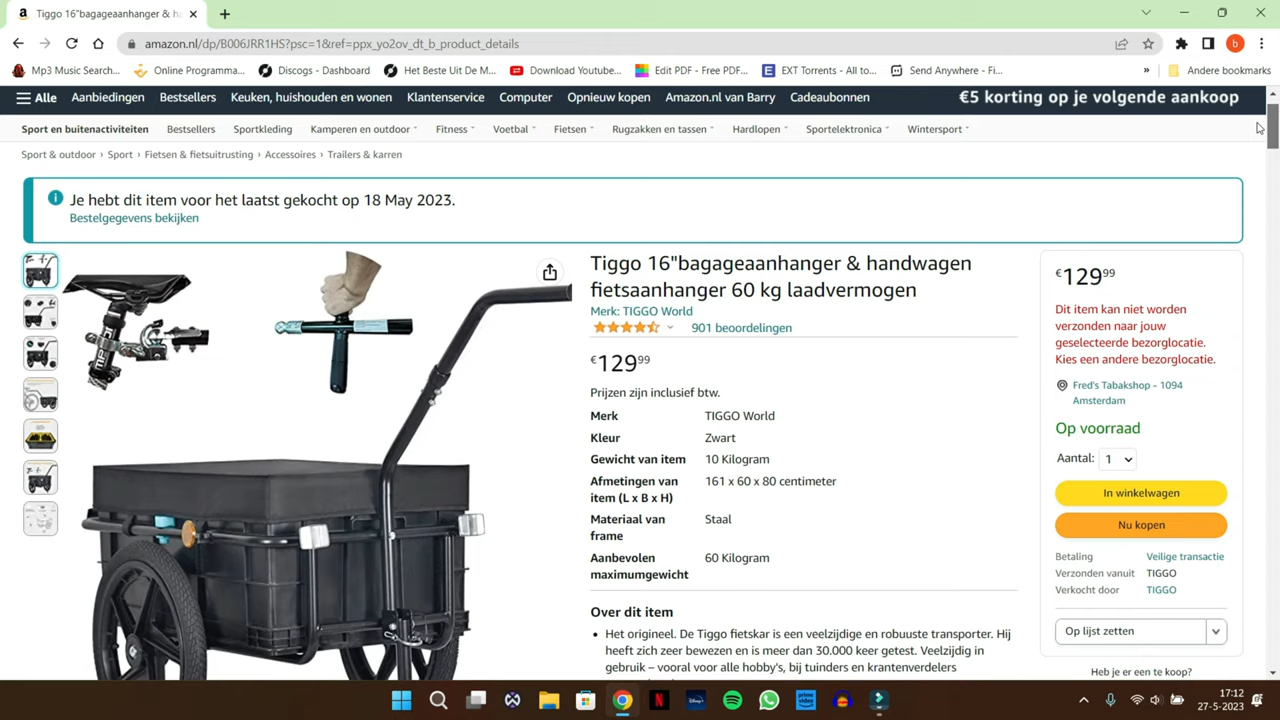 Tiggo 16"bagageaanhanger & ha
amazon.nl/dp/B006JRR1HS?psc=1&ref=ppx_yo2ov_dt_b_product_details
Mp3 Music Search... Online Programma... Discogs - Dashboard Het Beste Uit De M... Download Youtube... Edit PDF - Free PDF... EXT Torrents - All to... Send Anywhere - Fi... » Andere bookmarks
Alle Aanbiedingen Bestsellers Keuken, huishouden en wonen Klantenservice Computer Opnieuw kopen Amazon.nl van Barry Cadeaubonnen €5 korting op je volgende aankoop
Sport en buitenactiviteiten Bestsellers Sportkleding Kamperen en outdoor Fitness Voetbal Fietsen Rugzakken en tassen Hardlopen Sportelektronica Wintersport
Sport & outdoor › Sport › Fietsen & fietsuitrusting › Accessoires › Trailers & karren
Je hebt dit item voor het laatst gekocht op 18 May 2023.
Bestelgegevens bekijken
Tiggo 16"bagageaanhanger & handwagen
fietsaanhanger 60 kg laadvermogen
Merk: TIGGO World
901 beoordelingen
€129⁹⁹
Prijzen zijn inclusief btw.
Merk TIGGO World
Kleur Zwart
Gewicht van item 10 Kilogram
Afmetingen van item (L x B x H) 161 x 60 x 80 centimeter
Materiaal van frame Staal
Aanbevolen maximumgewicht 60 Kilogram
Over dit item
• Het origineel. De Tiggo fietskar is een veelzijdige en robuuste transporter. Hij
heeft zich zeer bewezen en is meer dan 30.000 keer getest. Veelzijdig in
gebruik – vooral voor alle hobby's, bij tuinders en krantenverdelers
€129⁹⁹
Dit item kan niet worden
verzonden naar jouw
geselecteerde bezorglocatie.
Kies een andere bezorglocatie.
Fred's Tabakshop - 1094
Amsterdam
Op voorraad
Aantal: 1
In winkelwagen
Nu kopen
Betaling Veilige transactie
Verzonden vanuit TIGGO
Verkocht door TIGGO
Op lijst zetten
Heb je er een te koop?
17:12
27-5-2023